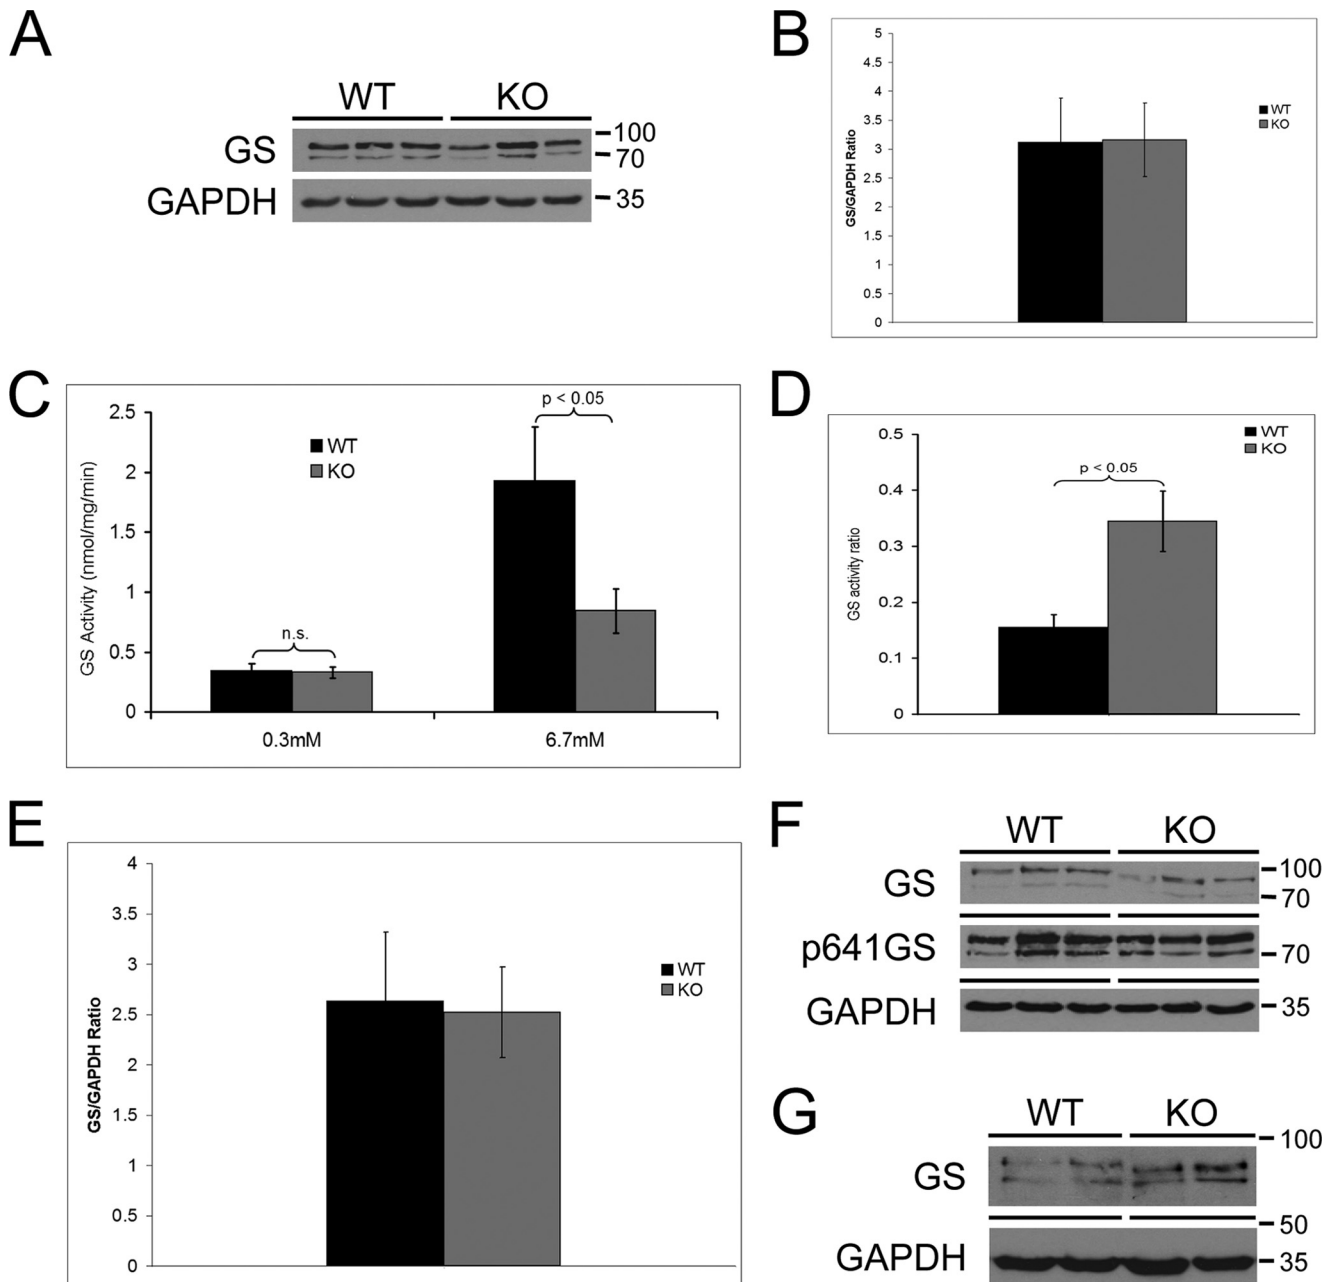 A
WT KO
GS
100
70
GAPDH
35
B
5
4.5
4
3.5
3
2.5
2
1.5
1
0.5
0
GS/GAPDH Ratio
WT
KO
C
2.5
2
1.5
1
0.5
0
GS Activity (nmol/mg/min)
WT
KO
n.s.
p < 0.05
0.3mM 6.7mM
D
0.5
0.4
0.3
0.2
0.1
0
GS activity ratio
WT
KO
p < 0.05
E
4
3.5
3
2.5
2
1.5
1
0.5
0
GS/GAPDH Ratio
WT
KO
F
WT KO
GS
100
70
p641GS
70
GAPDH
35
G
WT KO
100
GS
50
GAPDH
35